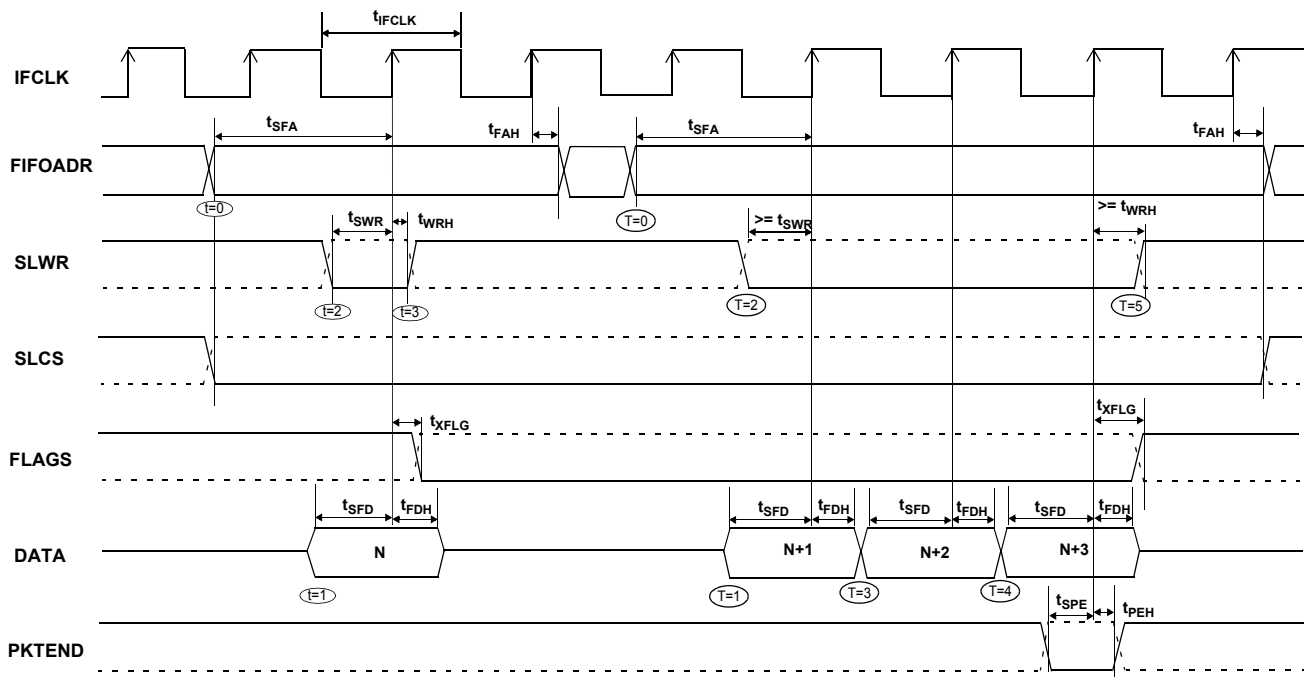 tIFCLK
IFCLK
tSFA
tFAH
tSFA
tFAH
FIFOADR
t=0
T=0
tSWR
tWRH
>= tSWR
>= tWRH
SLWR
t=2
t=3
T=2
T=5
SLCS
tXFLG
tXFLG
FLAGS
tSFD
tFDH
tSFD
tFDH
tSFD
tFDH
tSFD
tFDH
DATA
N
N+1
N+2
N+3
t=1
T=1
T=3
T=4
tSPE
tPEH
PKTEND